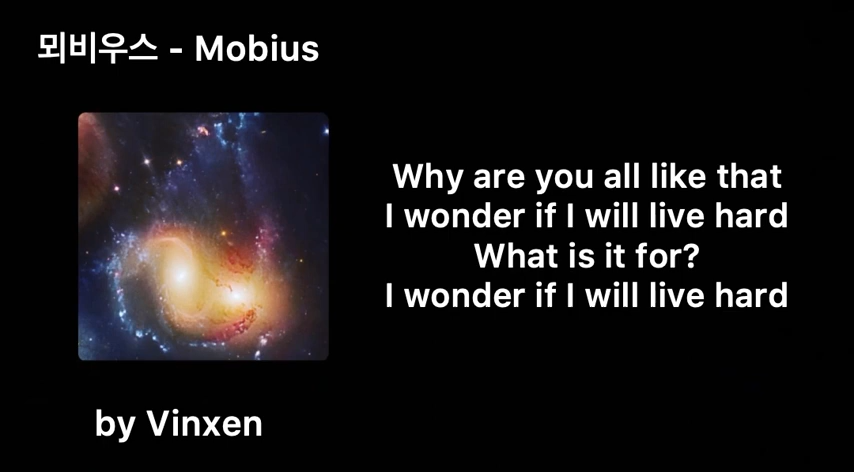 뫼비우스 - Mobius
Why are you all like that
I wonder if I will live hard
What is it for?
I wonder if I will live hard
by Vinxen